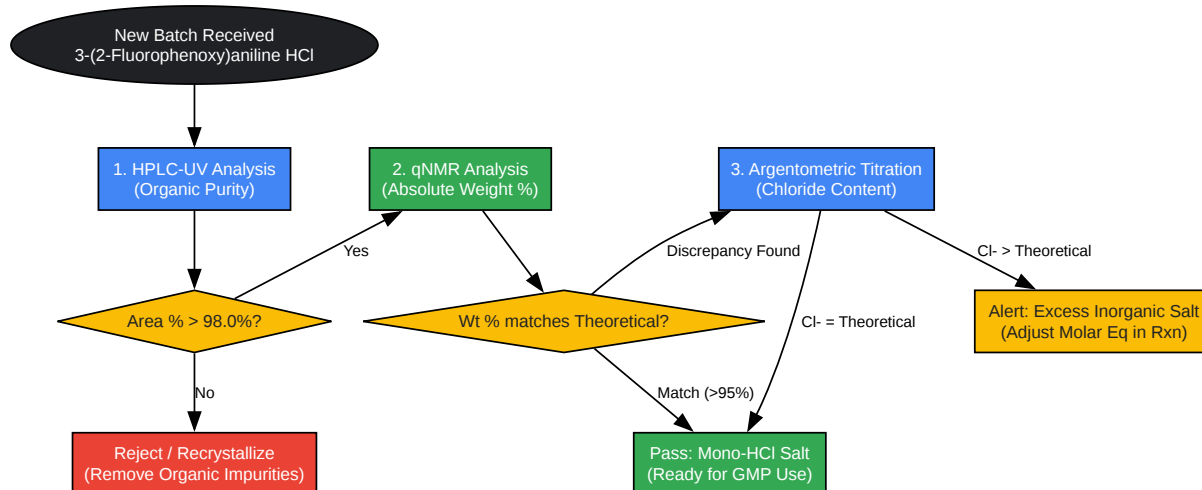 New Batch Received
3-(2-Fluorophenoxy)aniline HCl
1. HPLC-UV Analysis
(Organic Purity)
2. qNMR Analysis
(Absolute Weight %)
3. Argentometric Titration
(Chloride Content)
Yes
Discrepancy Found
Cl- > Theoretical
Area % > 98.0%?
Wt % matches Theoretical?
Cl- = Theoretical
Alert: Excess Inorganic Salt
(Adjust Molar Eq in Rxn)
No
Match (>95%)
Reject / Recrystallize
(Remove Organic Impurities)
Pass: Mono-HCl Salt
(Ready for GMP Use)